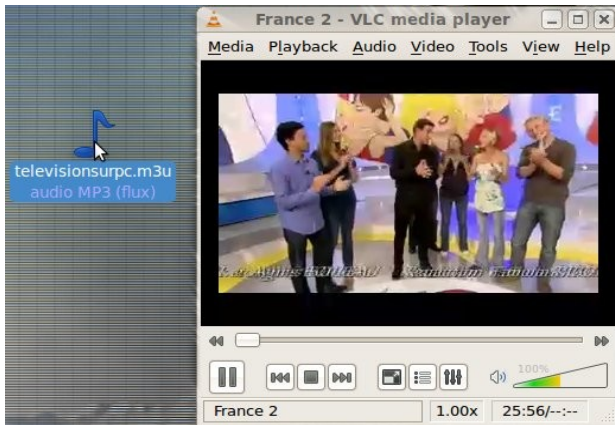 France 2 - VLC media player
Media Playback Audio Video Tools View Help
televisionsurpc.m3u
audio MP3 (flux)
100%
France 2
1.00x
25:56/--:--